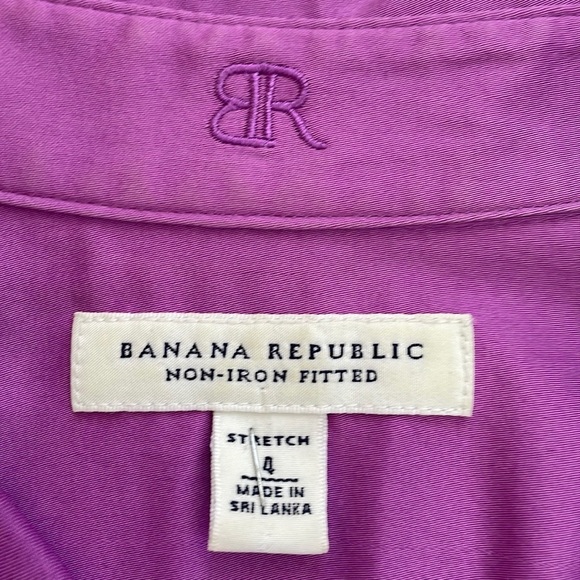 BR
BANANA REPUBLIC
NON-IRON FITTED
STRETCH
4
MADE IN
SRI LANKA